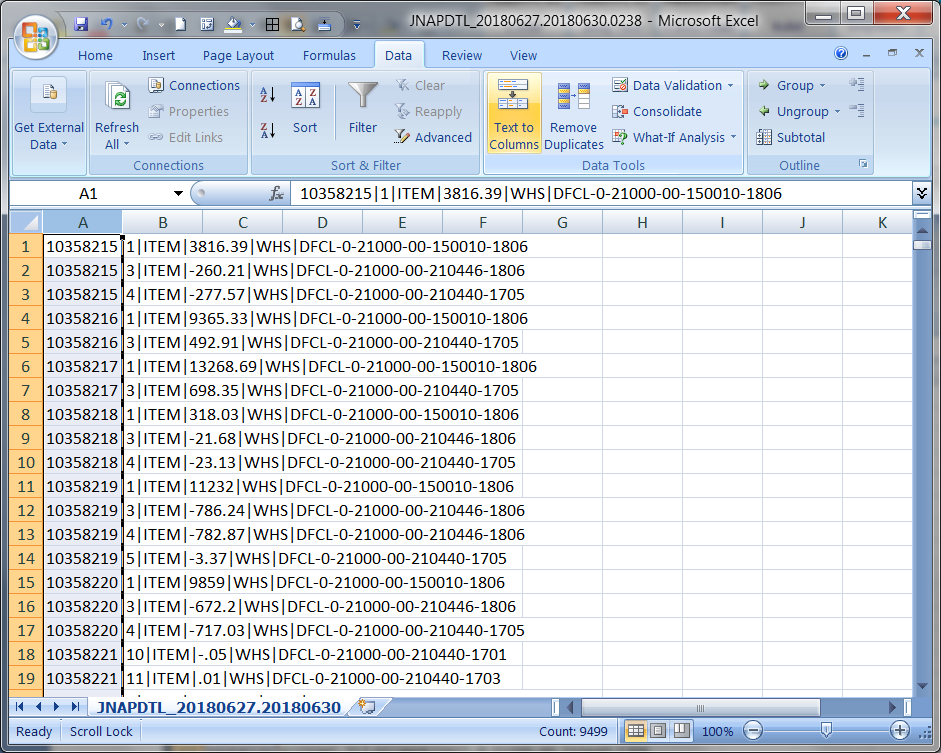 JNAPDTL_20180627.20180630.0238 - Microsoft Excel
Home Insert Page Layout Formulas Data Review View
Get External Data
Refresh All
Connections
Properties
Edit Links
Connections
Sort
Filter
Clear
Reapply
Advanced
Sort & Filter
Text to Columns
Remove Duplicates
Data Validation
Consolidate
What-If Analysis
Data Tools
Group
Ungroup
Subtotal
Outline
A1 fx 10358215|1|ITEM|3816.39|WHS|DFCL-0-21000-00-150010-1806
A B C D E F G H I J K
1 10358215|1|ITEM|3816.39|WHS|DFCL-0-21000-00-150010-1806
2 10358215|3|ITEM|-260.21|WHS|DFCL-0-21000-00-210446-1806
3 10358215|4|ITEM|-277.57|WHS|DFCL-0-21000-00-210440-1705
4 10358216|1|ITEM|9365.33|WHS|DFCL-0-21000-00-150010-1806
5 10358216|3|ITEM|492.91|WHS|DFCL-0-21000-00-210440-1705
6 10358217|1|ITEM|13268.69|WHS|DFCL-0-21000-00-150010-1806
7 10358217|3|ITEM|698.35|WHS|DFCL-0-21000-00-210440-1705
8 10358218|1|ITEM|318.03|WHS|DFCL-0-21000-00-150010-1806
9 10358218|3|ITEM|-21.68|WHS|DFCL-0-21000-00-210446-1806
10 10358218|4|ITEM|-23.13|WHS|DFCL-0-21000-00-210440-1705
11 10358219|1|ITEM|11232|WHS|DFCL-0-21000-00-150010-1806
12 10358219|3|ITEM|-786.24|WHS|DFCL-0-21000-00-210446-1806
13 10358219|4|ITEM|-782.87|WHS|DFCL-0-21000-00-210446-1806
14 10358219|5|ITEM|-3.37|WHS|DFCL-0-21000-00-210440-1705
15 10358220|1|ITEM|9859|WHS|DFCL-0-21000-00-150010-1806
16 10358220|3|ITEM|-672.2|WHS|DFCL-0-21000-00-210446-1806
17 10358220|4|ITEM|-717.03|WHS|DFCL-0-21000-00-210440-1705
18 10358221|10|ITEM|-.05|WHS|DFCL-0-21000-00-210440-1701
19 10358221|11|ITEM|.01|WHS|DFCL-0-21000-00-210440-1703
JNAPDTL_20180627.20180630
Ready Scroll Lock Count: 9499 100%